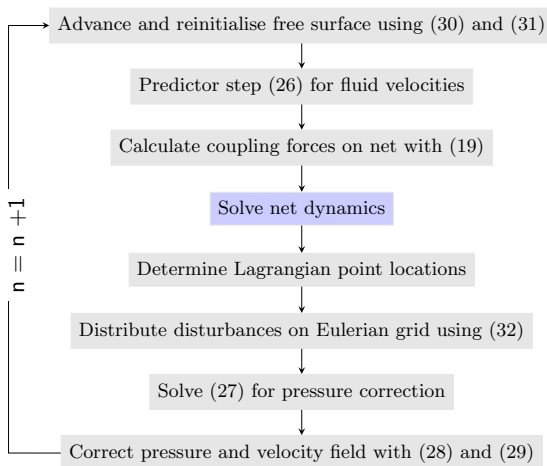 Advance and reinitialise free surface using (30) and (31)
Predictor step (26) for fluid velocities
Calculate coupling forces on net with (19)
Solve net dynamics
n = n +1
Determine Lagrangian point locations
Distribute disturbances on Eulerian grid using (32)
Solve (27) for pressure correction
Correct pressure and velocity field with (28) and (29)